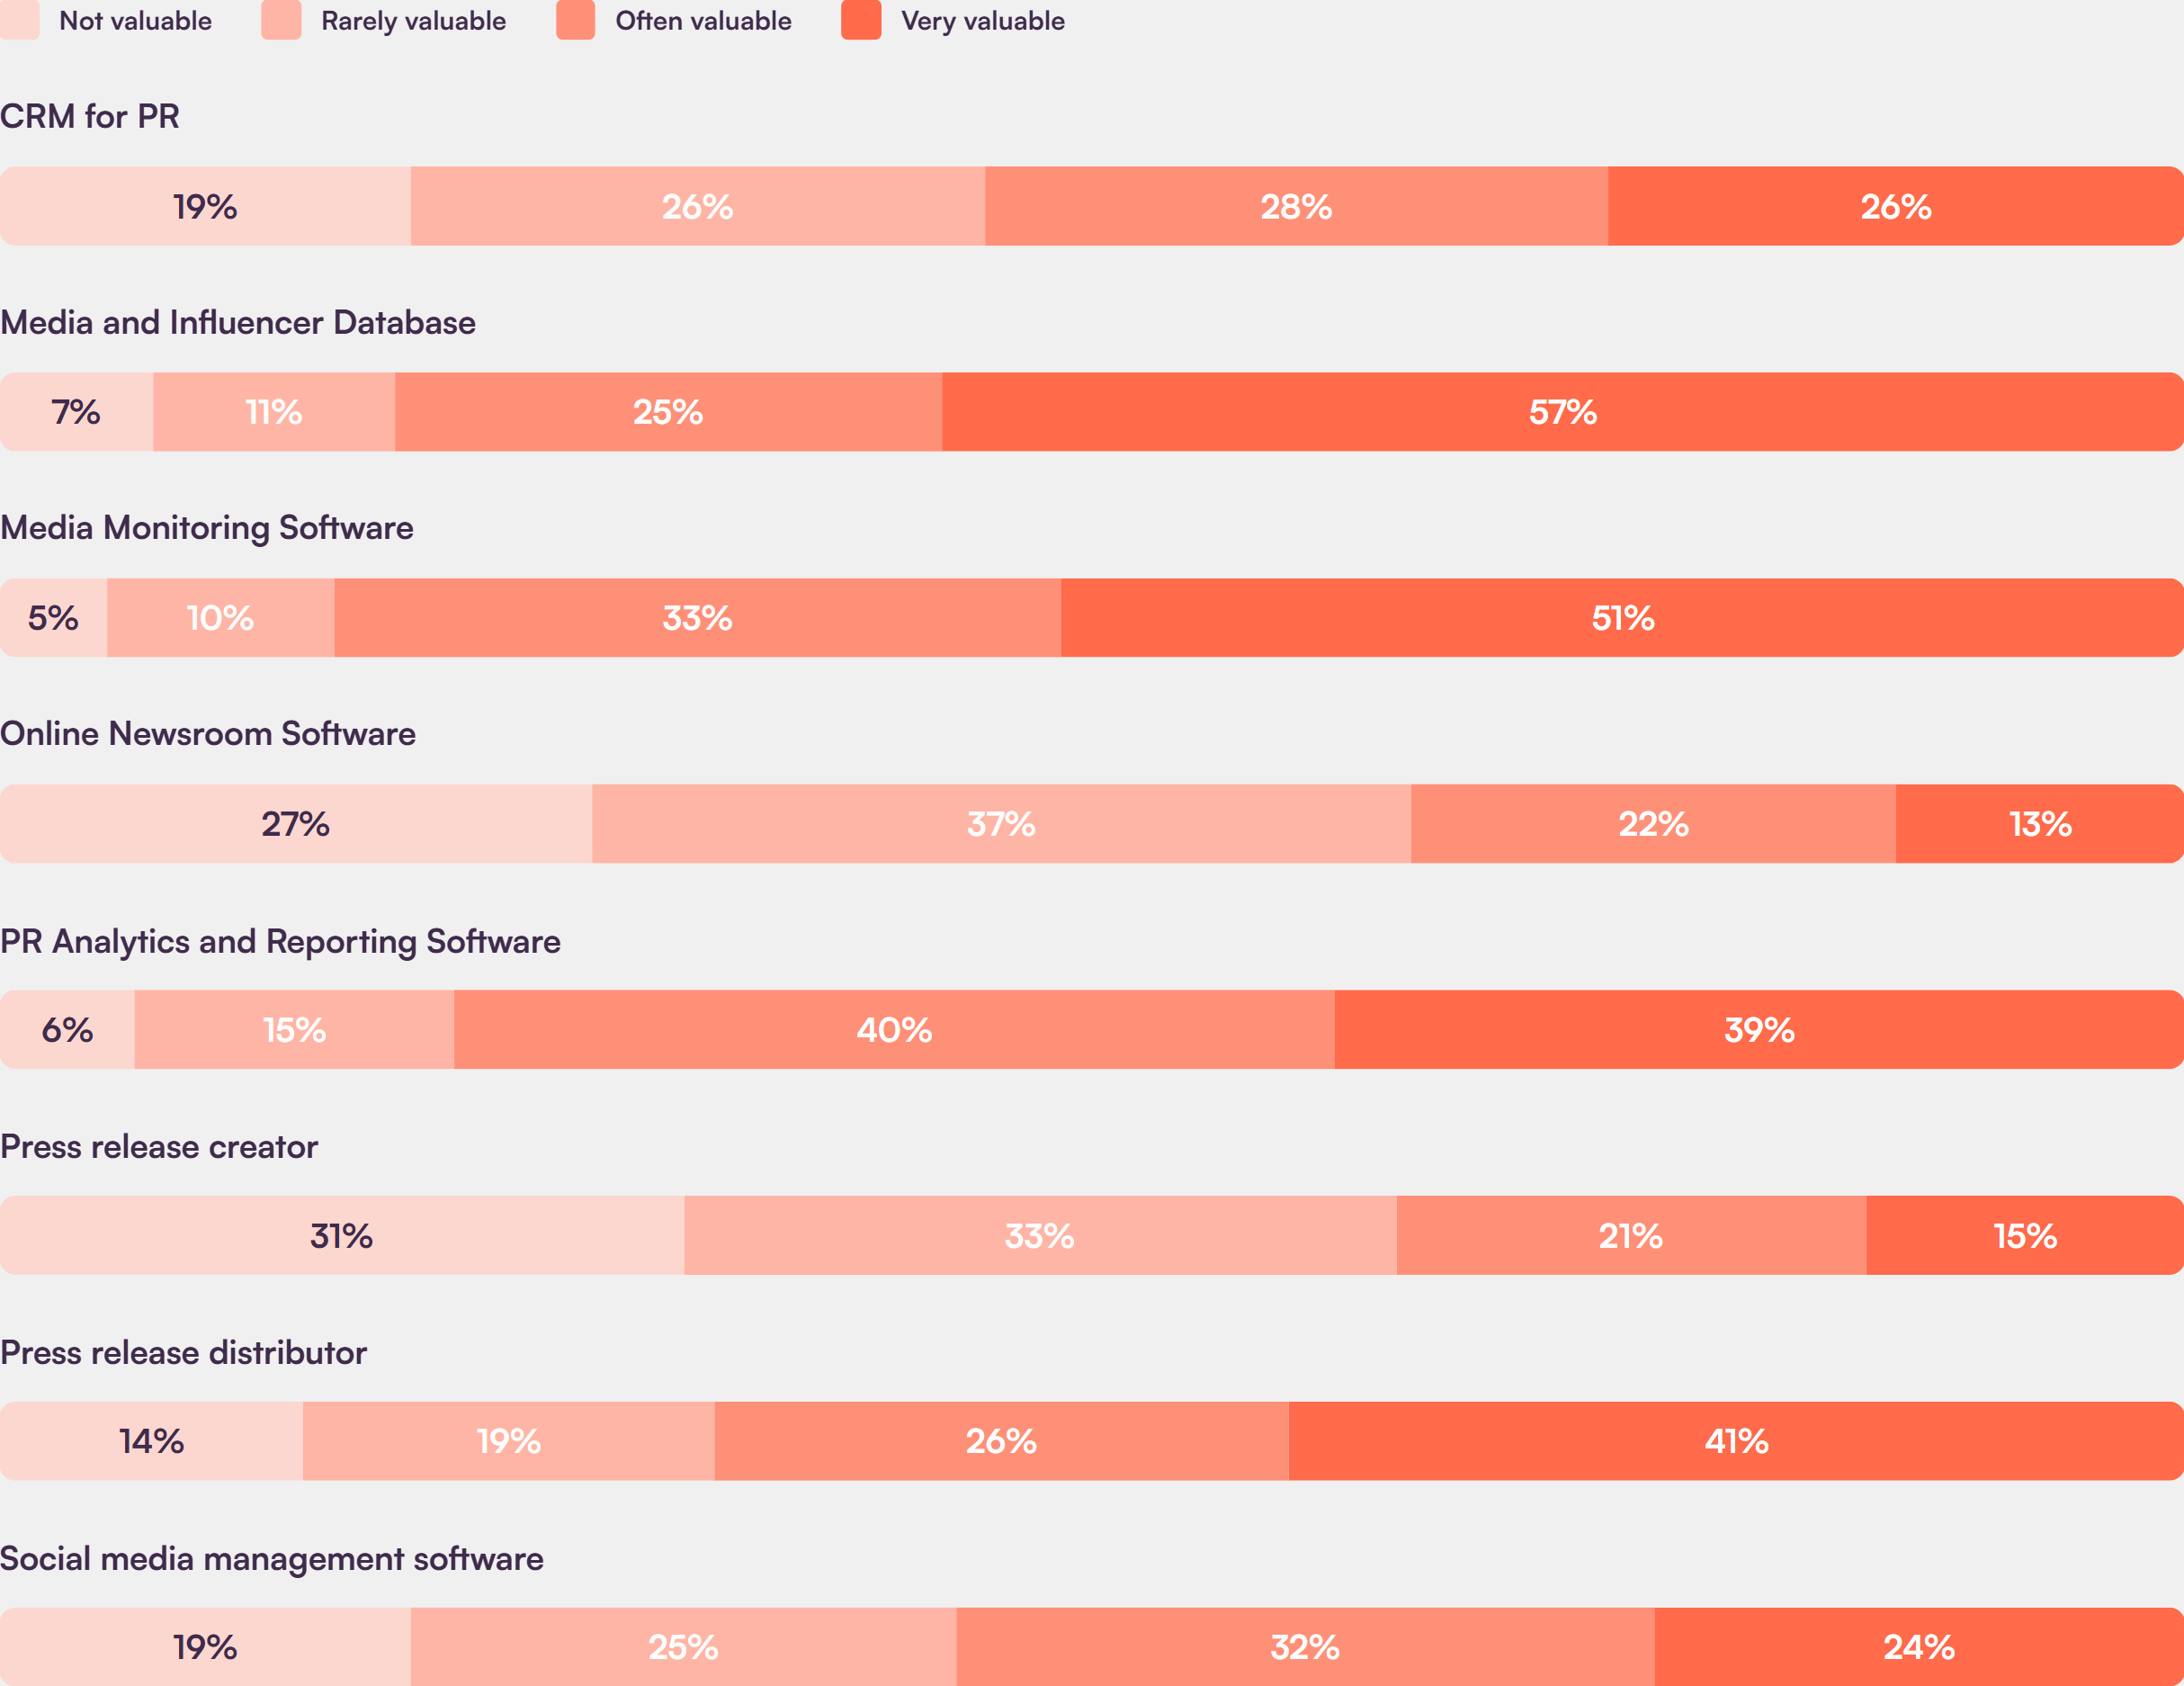 Not valuable Rarely valuable Often valuable Very valuable
CRM for PR
19% 26% 28% 26%
Media and Influencer Database
7% 11% 25% 57%
Media Monitoring Software
5% 10% 33% 51%
Online Newsroom Software
27% 37% 22% 13%
PR Analytics and Reporting Software
6% 15% 40% 39%
Press release creator
31% 33% 21% 15%
Press release distributor
14% 19% 26% 41%
Social media management software
19% 25% 32% 24%